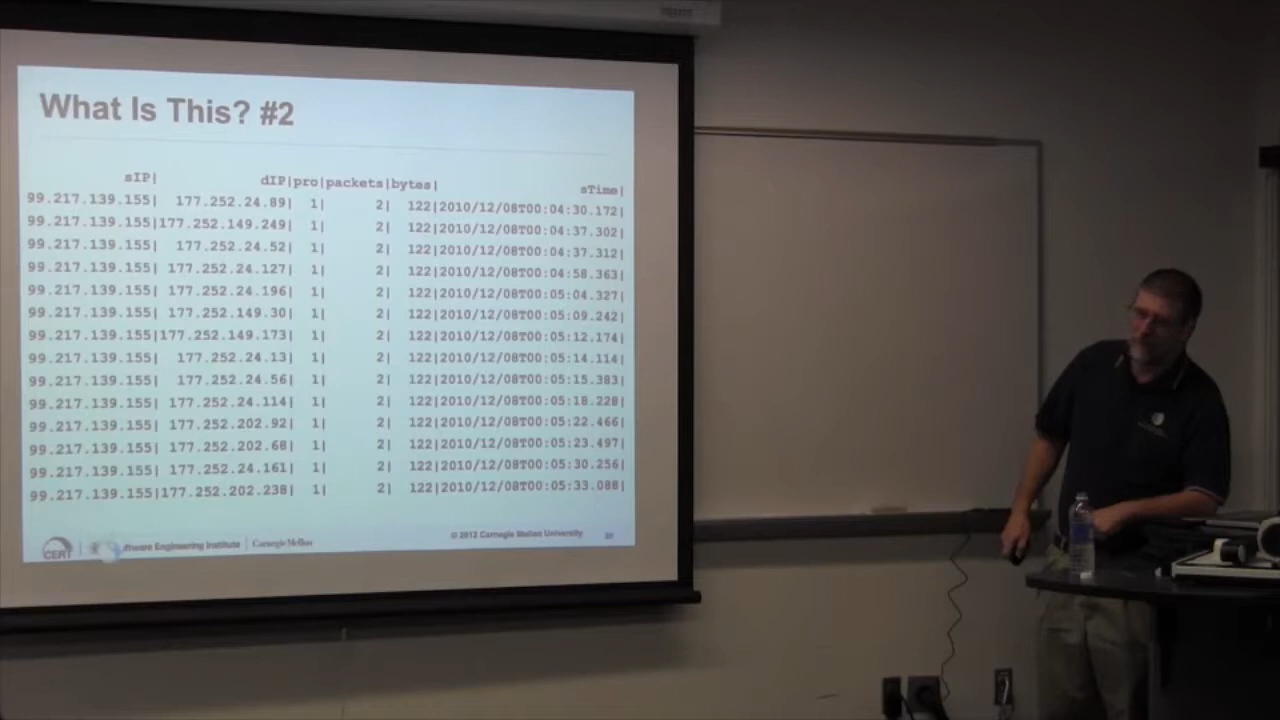 What Is This? #2
sIP| dIP|pro|packets|bytes| sTime|
99.217.139.155| 177.252.24.89| 1| 2| 122|2010/12/08T00:04:30.172|
99.217.139.155|177.252.149.249| 1| 2| 122|2010/12/08T00:04:37.302|
99.217.139.155| 177.252.24.52| 1| 2| 122|2010/12/08T00:04:37.312|
99.217.139.155| 177.252.24.127| 1| 2| 122|2010/12/08T00:04:58.363|
99.217.139.155| 177.252.24.196| 1| 2| 122|2010/12/08T00:05:04.327|
99.217.139.155| 177.252.149.30| 1| 2| 122|2010/12/08T00:05:09.242|
99.217.139.155|177.252.149.173| 1| 2| 122|2010/12/08T00:05:12.174|
99.217.139.155| 177.252.24.13| 1| 2| 122|2010/12/08T00:05:14.114|
99.217.139.155| 177.252.24.56| 1| 2| 122|2010/12/08T00:05:15.383|
99.217.139.155| 177.252.24.114| 1| 2| 122|2010/12/08T00:05:18.228|
99.217.139.155| 177.252.202.92| 1| 2| 122|2010/12/08T00:05:22.466|
99.217.139.155| 177.252.202.68| 1| 2| 122|2010/12/08T00:05:23.497|
99.217.139.155| 177.252.24.161| 1| 2| 122|2010/12/08T00:05:30.256|
99.217.139.155|177.252.202.238| 1| 2| 122|2010/12/08T00:05:33.088|
CERT Software Engineering Institute Carnegie Mellon © 2012 Carnegie Mellon University